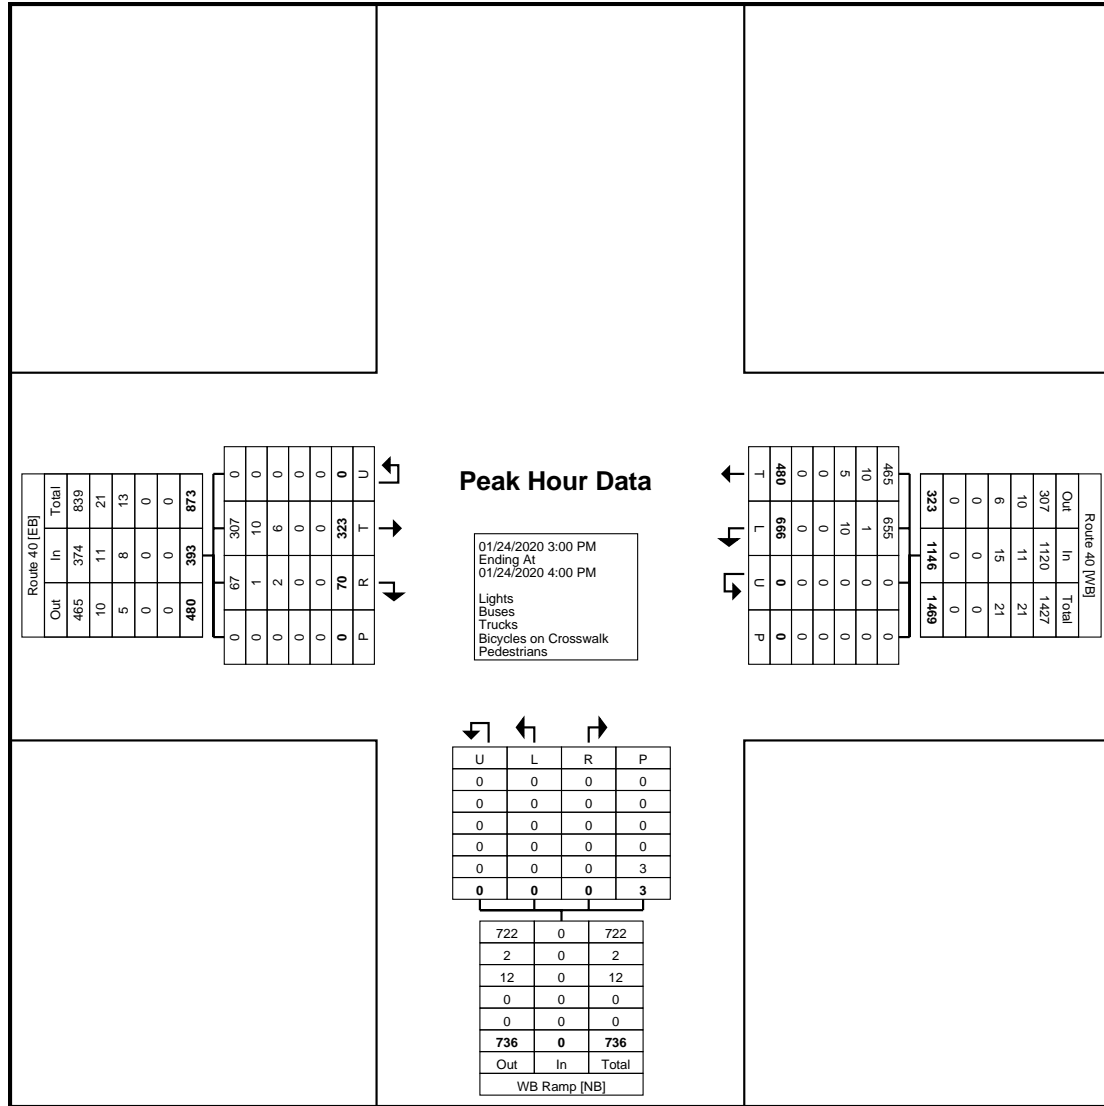 Peak Hour Data
01/24/2020 3:00 PM
Ending At
01/24/2020 4:00 PM
Lights
Buses
Trucks
Bicycles on Crosswalk
Pedestrians
Route 40 [EB]
Total 839 21 13 0 0 873
In 374 11 8 0 0 393
Out 465 10 5 0 0 480
0 0 0 0 0 0 U
307 10 6 0 0 323 T
67 1 2 0 0 70 R
0 0 0 0 0 0 P
T 480 0 0 5 10 465
L 666 0 0 10 1 655
U 0 0 0 0 0 0
P 0 0 0 0 0 0
Route 40 [WB]
Out In Total
307 1120 1427
10 11 21
6 15 21
0 0 0
0 0 0
323 1146 1469
U L R P
0 0 0 0
0 0 0 0
0 0 0 0
0 0 0 0
0 0 0 3
0 0 0 3
722 0 722
2 0 2
12 0 12
0 0 0
0 0 0
736 0 736
Out In Total
WB Ramp [NB]